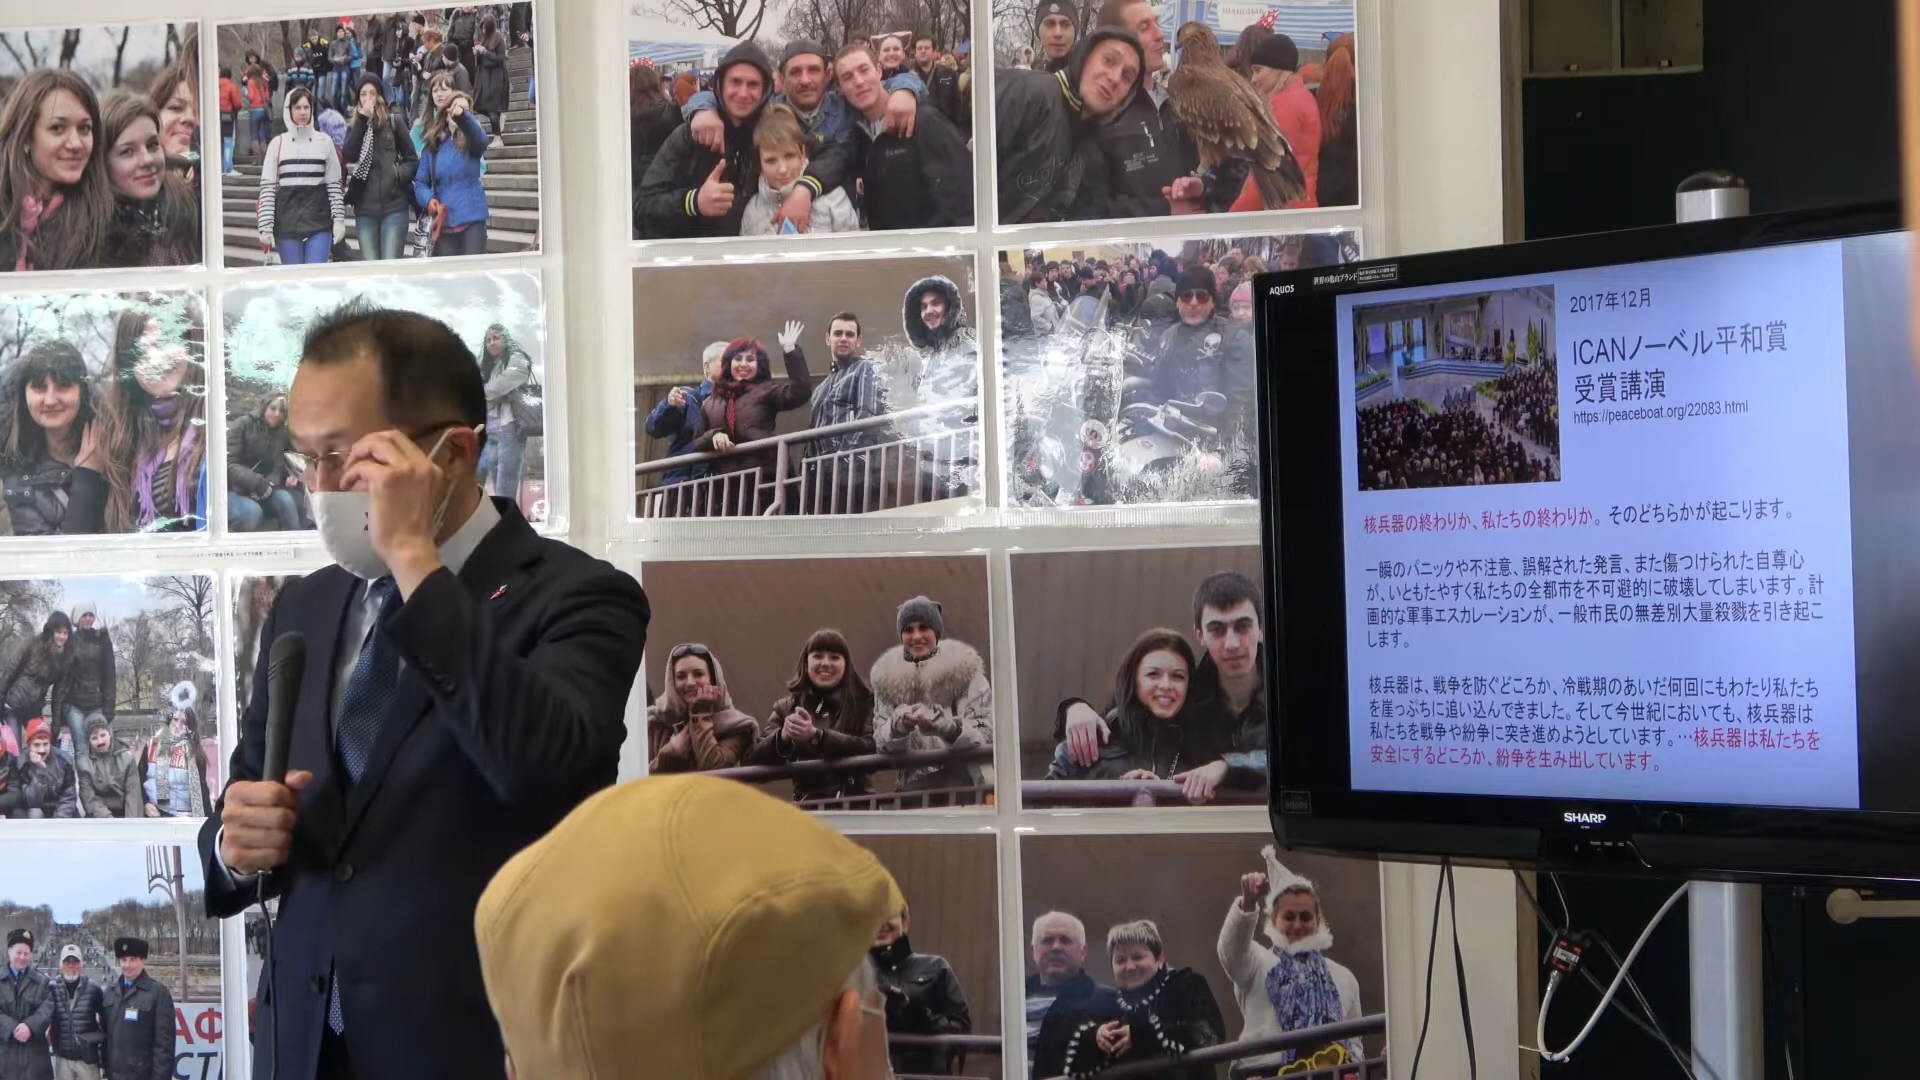 ШАШЛЫК
AQUOS
世界の亀山ブランド
2017年12月
ICANノーベル平和賞
受賞講演
https://peaceboat.org/22083.html
核兵器の終わりか、私たちの終わりか。そのどちらかが起こります。
一瞬のパニックや不注意、誤解された発言、また傷つけられた自尊心
が、いともたやすく私たちの全都市を不可避的に破壊してしまいます。計
画的な軍事エスカレーションが、一般市民の無差別大量殺戮を引き起こ
します。
核兵器は、戦争を防ぐどころか、冷戦期のあいだ何回にもわたり私たち
を崖っぷちに追い込んできました。そして今世紀においても、核兵器は
私たちを戦争や紛争に突き進めようとしています。…核兵器は私たちを
安全にするどころか、紛争を生み出しています。
SHARP
АФ
СТ